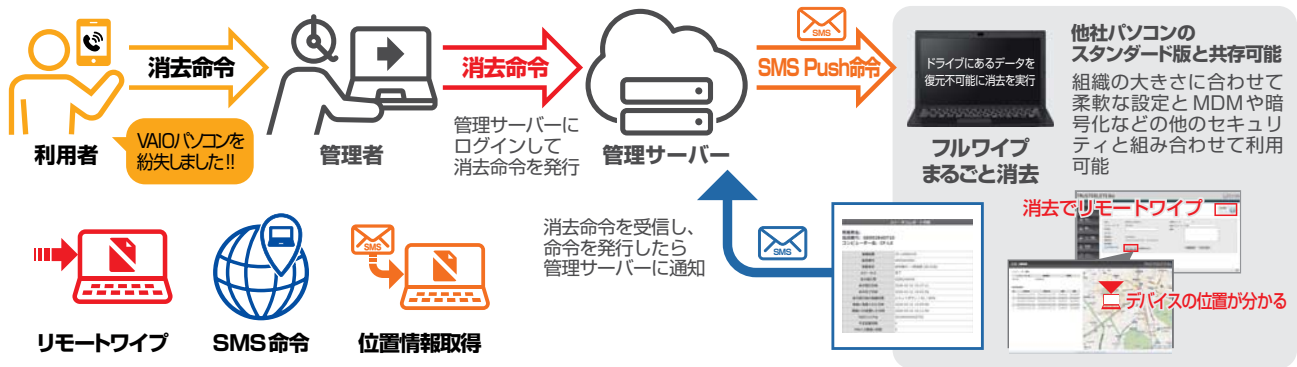 消去命令
VAIOパソコンを
紛失しました!!
利用者
管理者
消去命令
管理サーバーに
ログインして
消去命令を発行
管理サーバー
SMS
SMS Push命令
ドライブにあるデータを
復元不可能に消去を実行
フルワイプ
まるごと消去
他社パソコンの
スタンダード版と共存可能
組織の大きさに合わせて
柔軟な設定とMDMや暗
号化などの他のセキュリ
ティと組み合わせて利用
可能
消去でリモートワイプ
デバイスの位置が分かる
消去命令を受信し、
命令を発行したら
管理サーバーに通知
SMS
リモートワイプ
SMS
SMS命令
SMS
位置情報取得